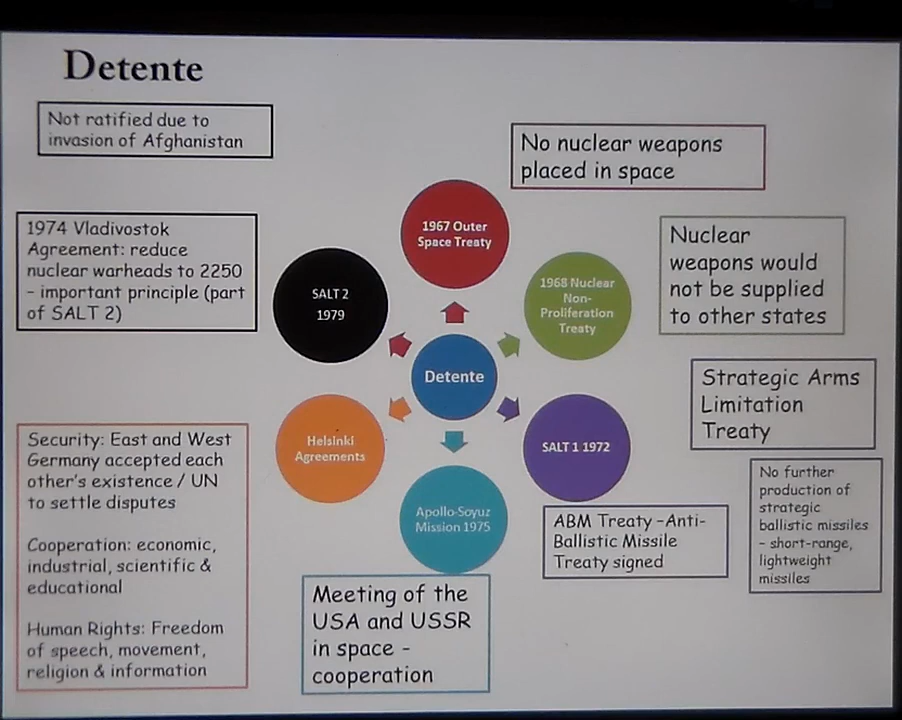 Detente
Not ratified due to
invasion of Afghanistan
No nuclear weapons
placed in space
1974 Vladivostok
Agreement: reduce
nuclear warheads to 2250
– important principle (part
of SALT 2)
1967 Outer
Space Treaty
Nuclear
weapons would
not be supplied
to other states
SALT 2
1979
1968 Nuclear
Non-
Proliferation
Treaty
Detente
Strategic Arms
Limitation
Treaty
Helsinki
Agreements
SALT 1 1972
Security: East and West
Germany accepted each
other's existence / UN
to settle disputes
Cooperation: economic,
industrial, scientific &
educational
Human Rights: Freedom
of speech, movement,
religion & information
Apollo-Soyuz
Mission 1975
No further
production of
strategic
ballistic missiles
– short-range,
lightweight
missiles
ABM Treaty –Anti-
Ballistic Missile
Treaty signed
Meeting of the
USA and USSR
in space -
cooperation